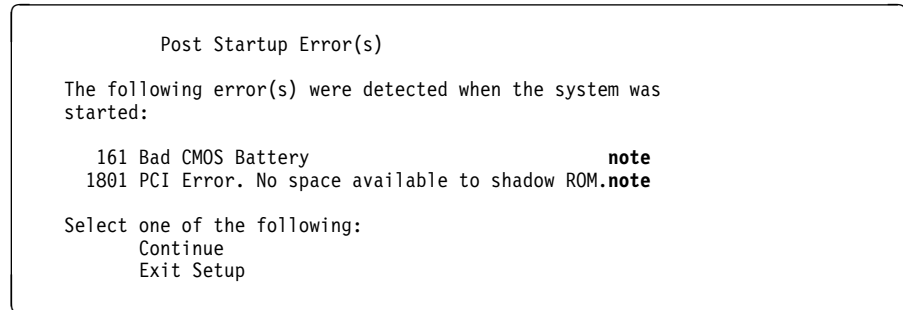 Post Startup Error(s)
The following error(s) were detected when the system was
started:
161 Bad CMOS Battery note
1801 PCI Error. No space available to shadow ROM.note
Select one of the following:
Continue
Exit Setup